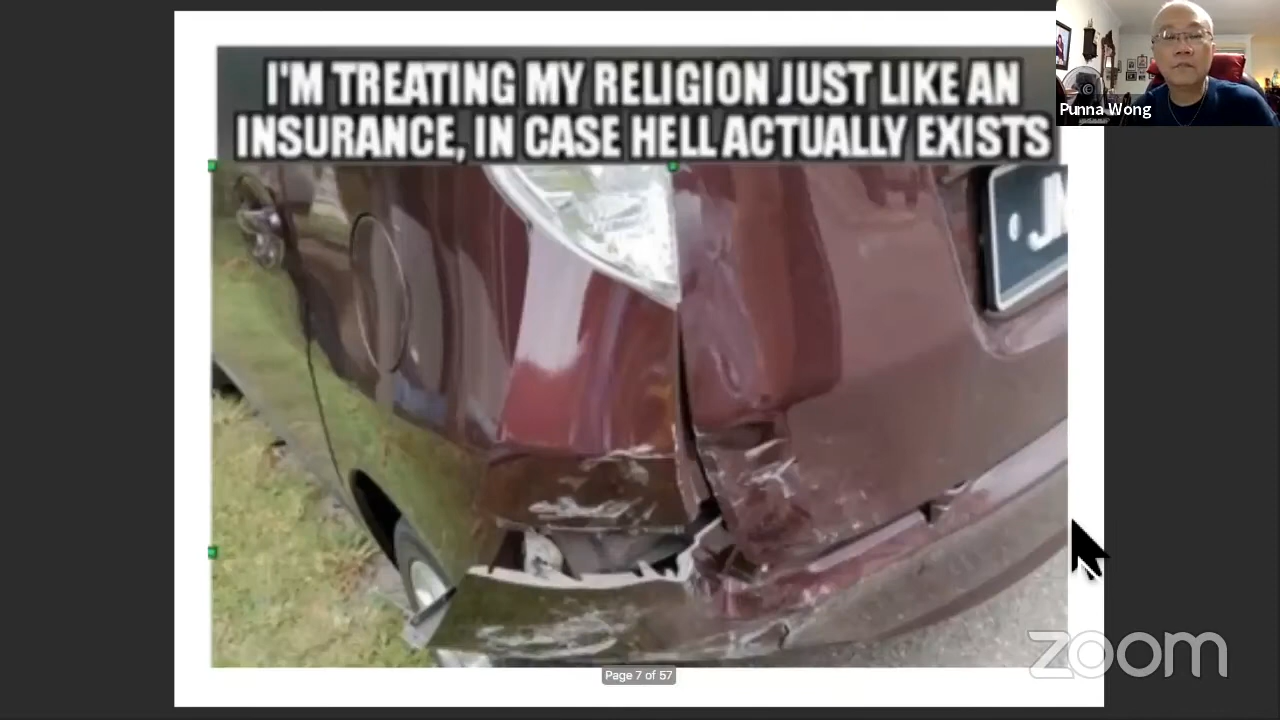 I'M TREATING MY RELIGION JUST LIKE AN
INSURANCE, IN CASE HELL ACTUALLY EXISTS
Punna Wong
Page 7 of 57
zoom